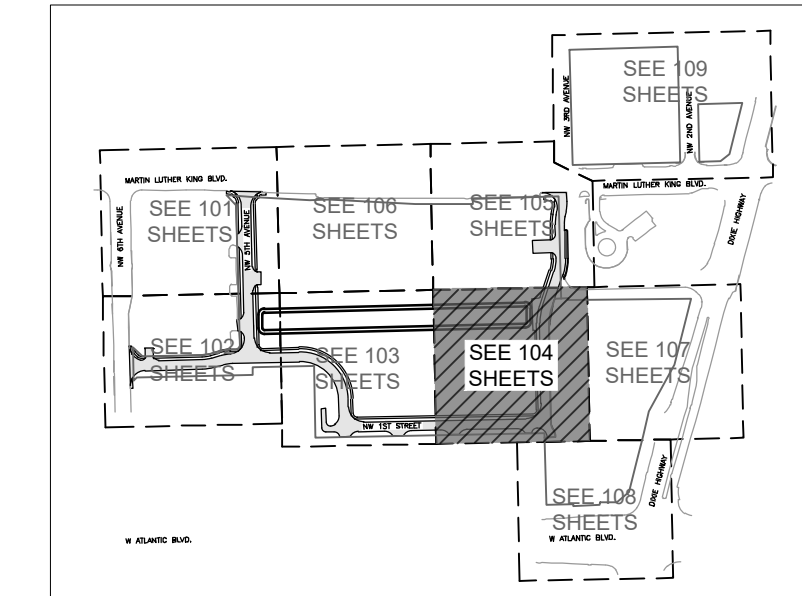 SEE 109
SHEETS
NW 3RD AVENUE
NW 2ND AVENUE
MARTIN LUTHER KING BLVD.
MARTIN LUTHER KING BLVD.
SEE 101
SHEETS
SEE 106
SHEETS
SEE 105
SHEETS
NW 6TH AVENUE
NW 5TH AVENUE
DIXIE HIGHWAY
SEE 102
SHEETS
SEE 103
SHEETS
SEE 104
SHEETS
SEE 107
SHEETS
NW 1ST STREET
DIXIE HIGHWAY
SEE 108
SHEETS
W ATLANTIC BLVD.
W ATLANTIC BLVD.